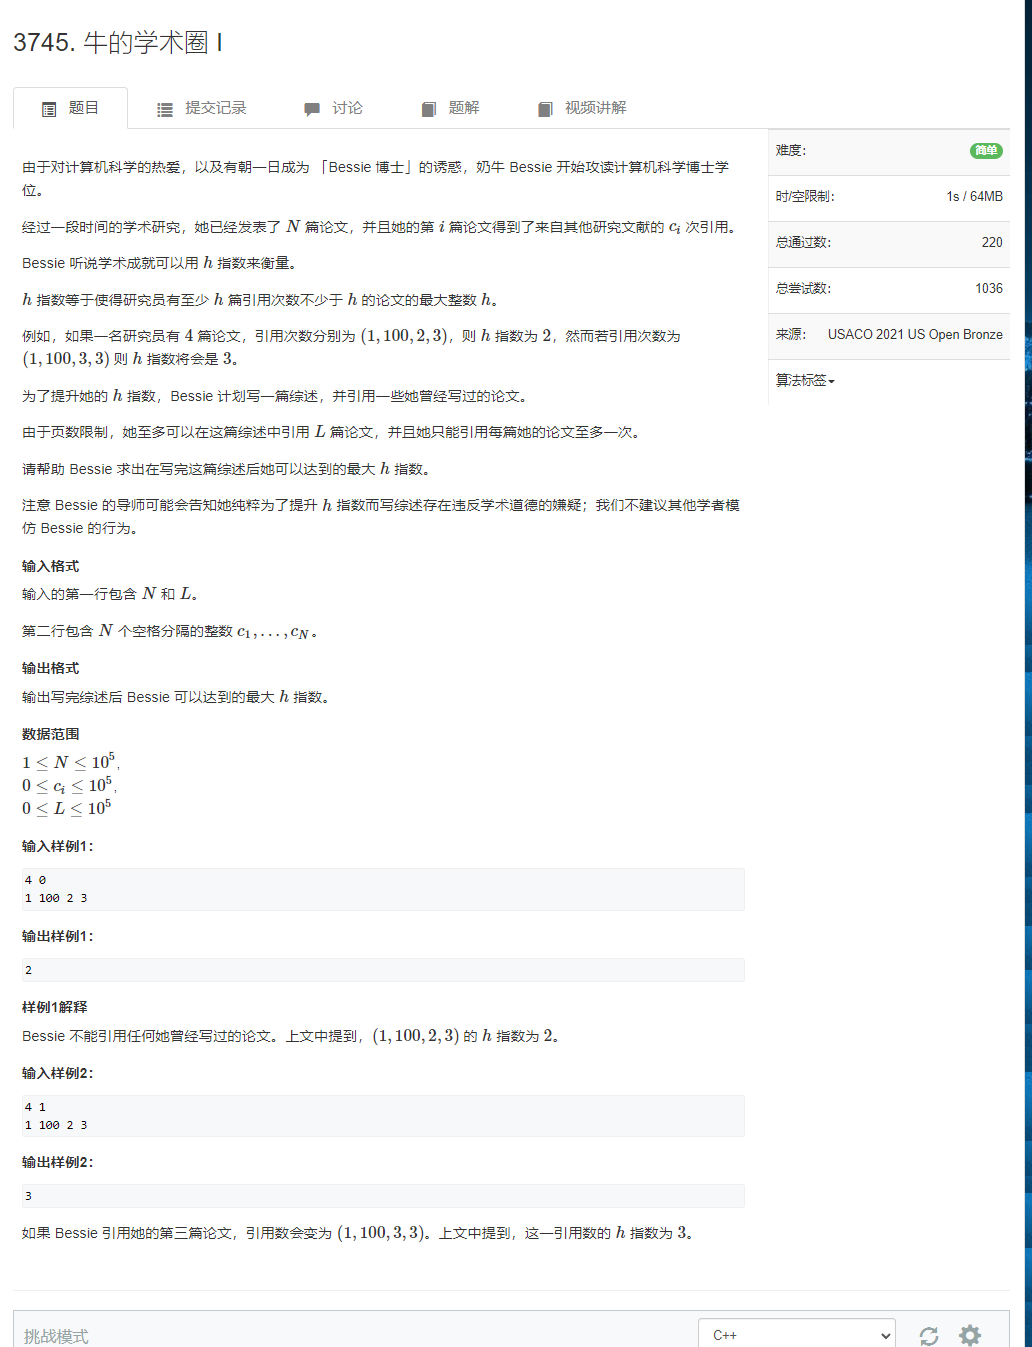 3745. 牛的学术圈 I
题目
提交记录
讨论
题解
视频讲解
由于对计算机科学的热爱，以及有朝一日成为 「Bessie 博士」的诱惑，奶牛 Bessie 开始攻读计算机科学博士学
位。
经过一段时间的学术研究，她已经发表了 N 篇论文，并且她的第 i 篇论文得到了来自其他研究文献的 c_i 次引用。
Bessie 听说学术成就可以用 h 指数来衡量。
h 指数等于使得研究员有至少 h 篇引用次数不少于 h 的论文的最大整数 h。
例如，如果一名研究员有 4 篇论文，引用次数分别为 (1, 100, 2, 3)，则 h 指数为 2，然而若引用次数为
(1, 100, 3, 3) 则 h 指数将会是 3。
为了提升她的 h 指数，Bessie 计划写一篇综述，并引用一些她曾经写过的论文。
由于页数限制，她至多可以在这篇综述中引用 L 篇论文，并且她只能引用每篇她的论文至多一次。
请帮助 Bessie 求出在写完这篇综述后她可以达到的最大 h 指数。
注意 Bessie 的导师可能会告知她纯粹为了提升 h 指数而写综述存在违反学术道德的嫌疑；我们不建议其他学者模
仿 Bessie 的行为。
输入格式
输入的第一行包含 N 和 L。
第二行包含 N 个空格分隔的整数 c_1, …, c_N。
输出格式
输出写完综述后 Bessie 可以达到的最大 h 指数。
数据范围
1 ≤ N ≤ 10^5,
0 ≤ c_i ≤ 10^5,
0 ≤ L ≤ 10^5
输入样例1：
4 0
1 100 2 3
输出样例1：
2
样例1解释
Bessie 不能引用任何她曾经写过的论文。上文中提到，(1, 100, 2, 3) 的 h 指数为 2。
输入样例2：
4 1
1 100 2 3
输出样例2：
3
如果 Bessie 引用她的第三篇论文，引用数会变为 (1, 100, 3, 3)。上文中提到，这一引用数的 h 指数为 3。
难度：
简单
时/空限制：
1s / 64MB
总通过数：
220
总尝试数：
1036
来源：
USACO 2021 US Open Bronze
算法标签
挑战模式
C++